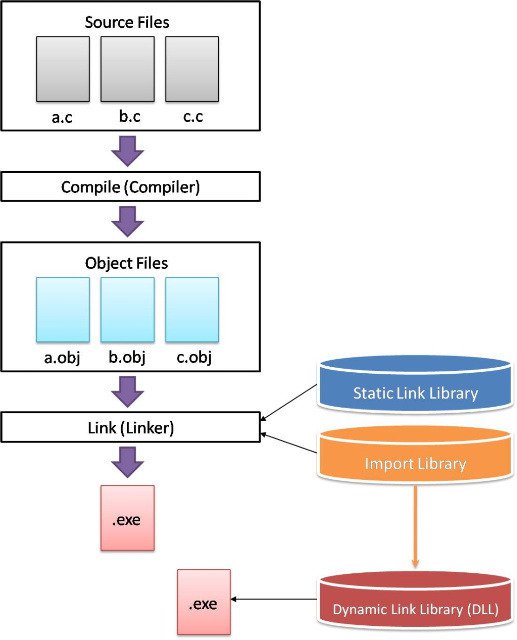 Source Files
a.c
b.c
c.c
Compile (Compiler)
Object Files
a.obj
b.obj
c.obj
Link (Linker)
Static Link Library
Import Library
.exe
.exe
Dynamic Link Library (DLL)